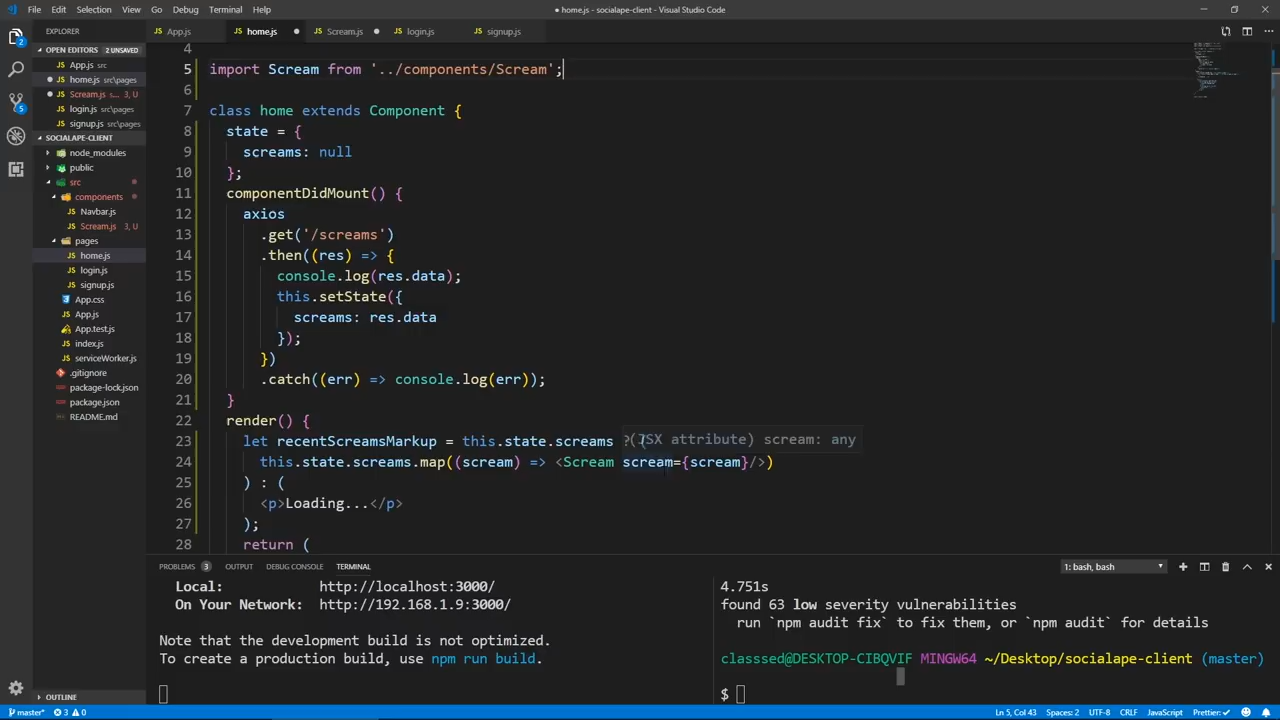 File Edit Selection View Go Debug Terminal Help
● home.js - socialape-client - Visual Studio Code
EXPLORER
OPEN EDITORS 2 UNSAVED
App.js src
home.js src\pages
Scream.js s... 3, U
login.js src\pages
signup.js src\pages
SOCIALAPE-CLIENT
node_modules
public
src
components
Navbar.js
Scream.js 3, U
pages
home.js
login.js
signup.js
App.css
App.js
App.test.js
index.js
serviceWorker.js
.gitignore
package-lock.json
package.json
README.md
OUTLINE
App.js home.js Scream.js login.js signup.js
4
5 import Scream from '../components/Scream';
6
7 class home extends Component {
8 state = {
9 screams: null
10 };
11 componentDidMount() {
12 axios
13 .get('/screams')
14 .then((res) => {
15 console.log(res.data);
16 this.setState({
17 screams: res.data
18 });
19 })
20 .catch((err) => console.log(err));
21 }
22 render() {
23 let recentScreamsMarkup = this.state.screams ?(JSX attribute) scream: any
24 this.state.screams.map((scream) => <Scream scream={scream}/>)
25 ) : (
26 <p>Loading...</p>
27 );
28 return (
PROBLEMS 3 OUTPUT DEBUG CONSOLE TERMINAL 1: bash, bash
Local: http://localhost:3000/
On Your Network: http://192.168.1.9:3000/
Note that the development build is not optimized.
To create a production build, use npm run build.
4.751s
found 63 low severity vulnerabilities
run `npm audit fix` to fix them, or `npm audit` for details
classsed@DESKTOP-CIBQVIF MINGW64 ~/Desktop/socialape-client (master)
$
master* 3 0 Ln 5, Col 43 Spaces: 2 UTF-8 CRLF JavaScript Prettier: ✓